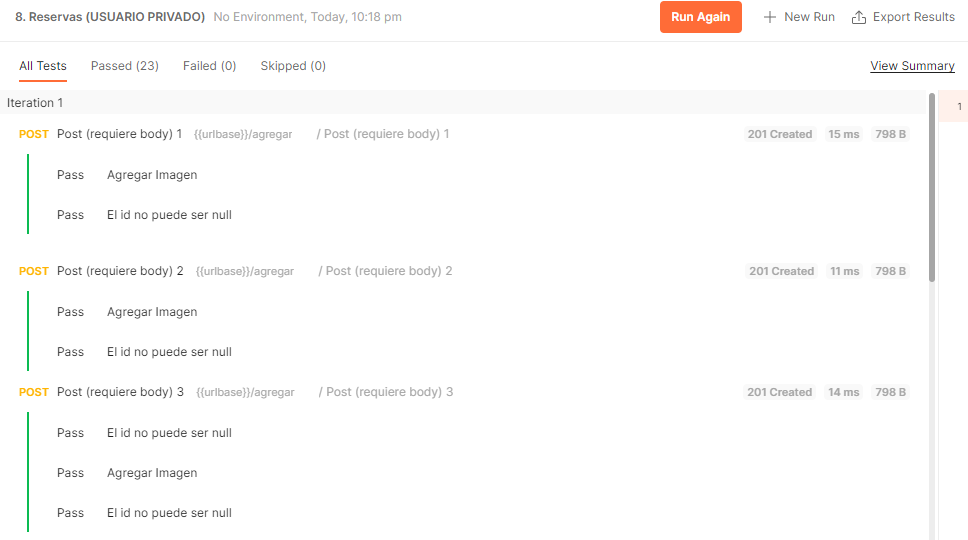 8. Reservas (USUARIO PRIVADO) No Environment, Today, 10:18 pm Run Again New Run Export Results
All Tests Passed (23) Failed (0) Skipped (0) View Summary
Iteration 1 1
POST Post (requiere body) 1 {{urlbase}}/agregar / Post (requiere body) 1 201 Created 15 ms 798 B
Pass Agregar Imagen
Pass El id no puede ser null
POST Post (requiere body) 2 {{urlbase}}/agregar / Post (requiere body) 2 201 Created 11 ms 798 B
Pass Agregar Imagen
Pass El id no puede ser null
POST Post (requiere body) 3 {{urlbase}}/agregar / Post (requiere body) 3 201 Created 14 ms 798 B
Pass El id no puede ser null
Pass Agregar Imagen
Pass El id no puede ser null